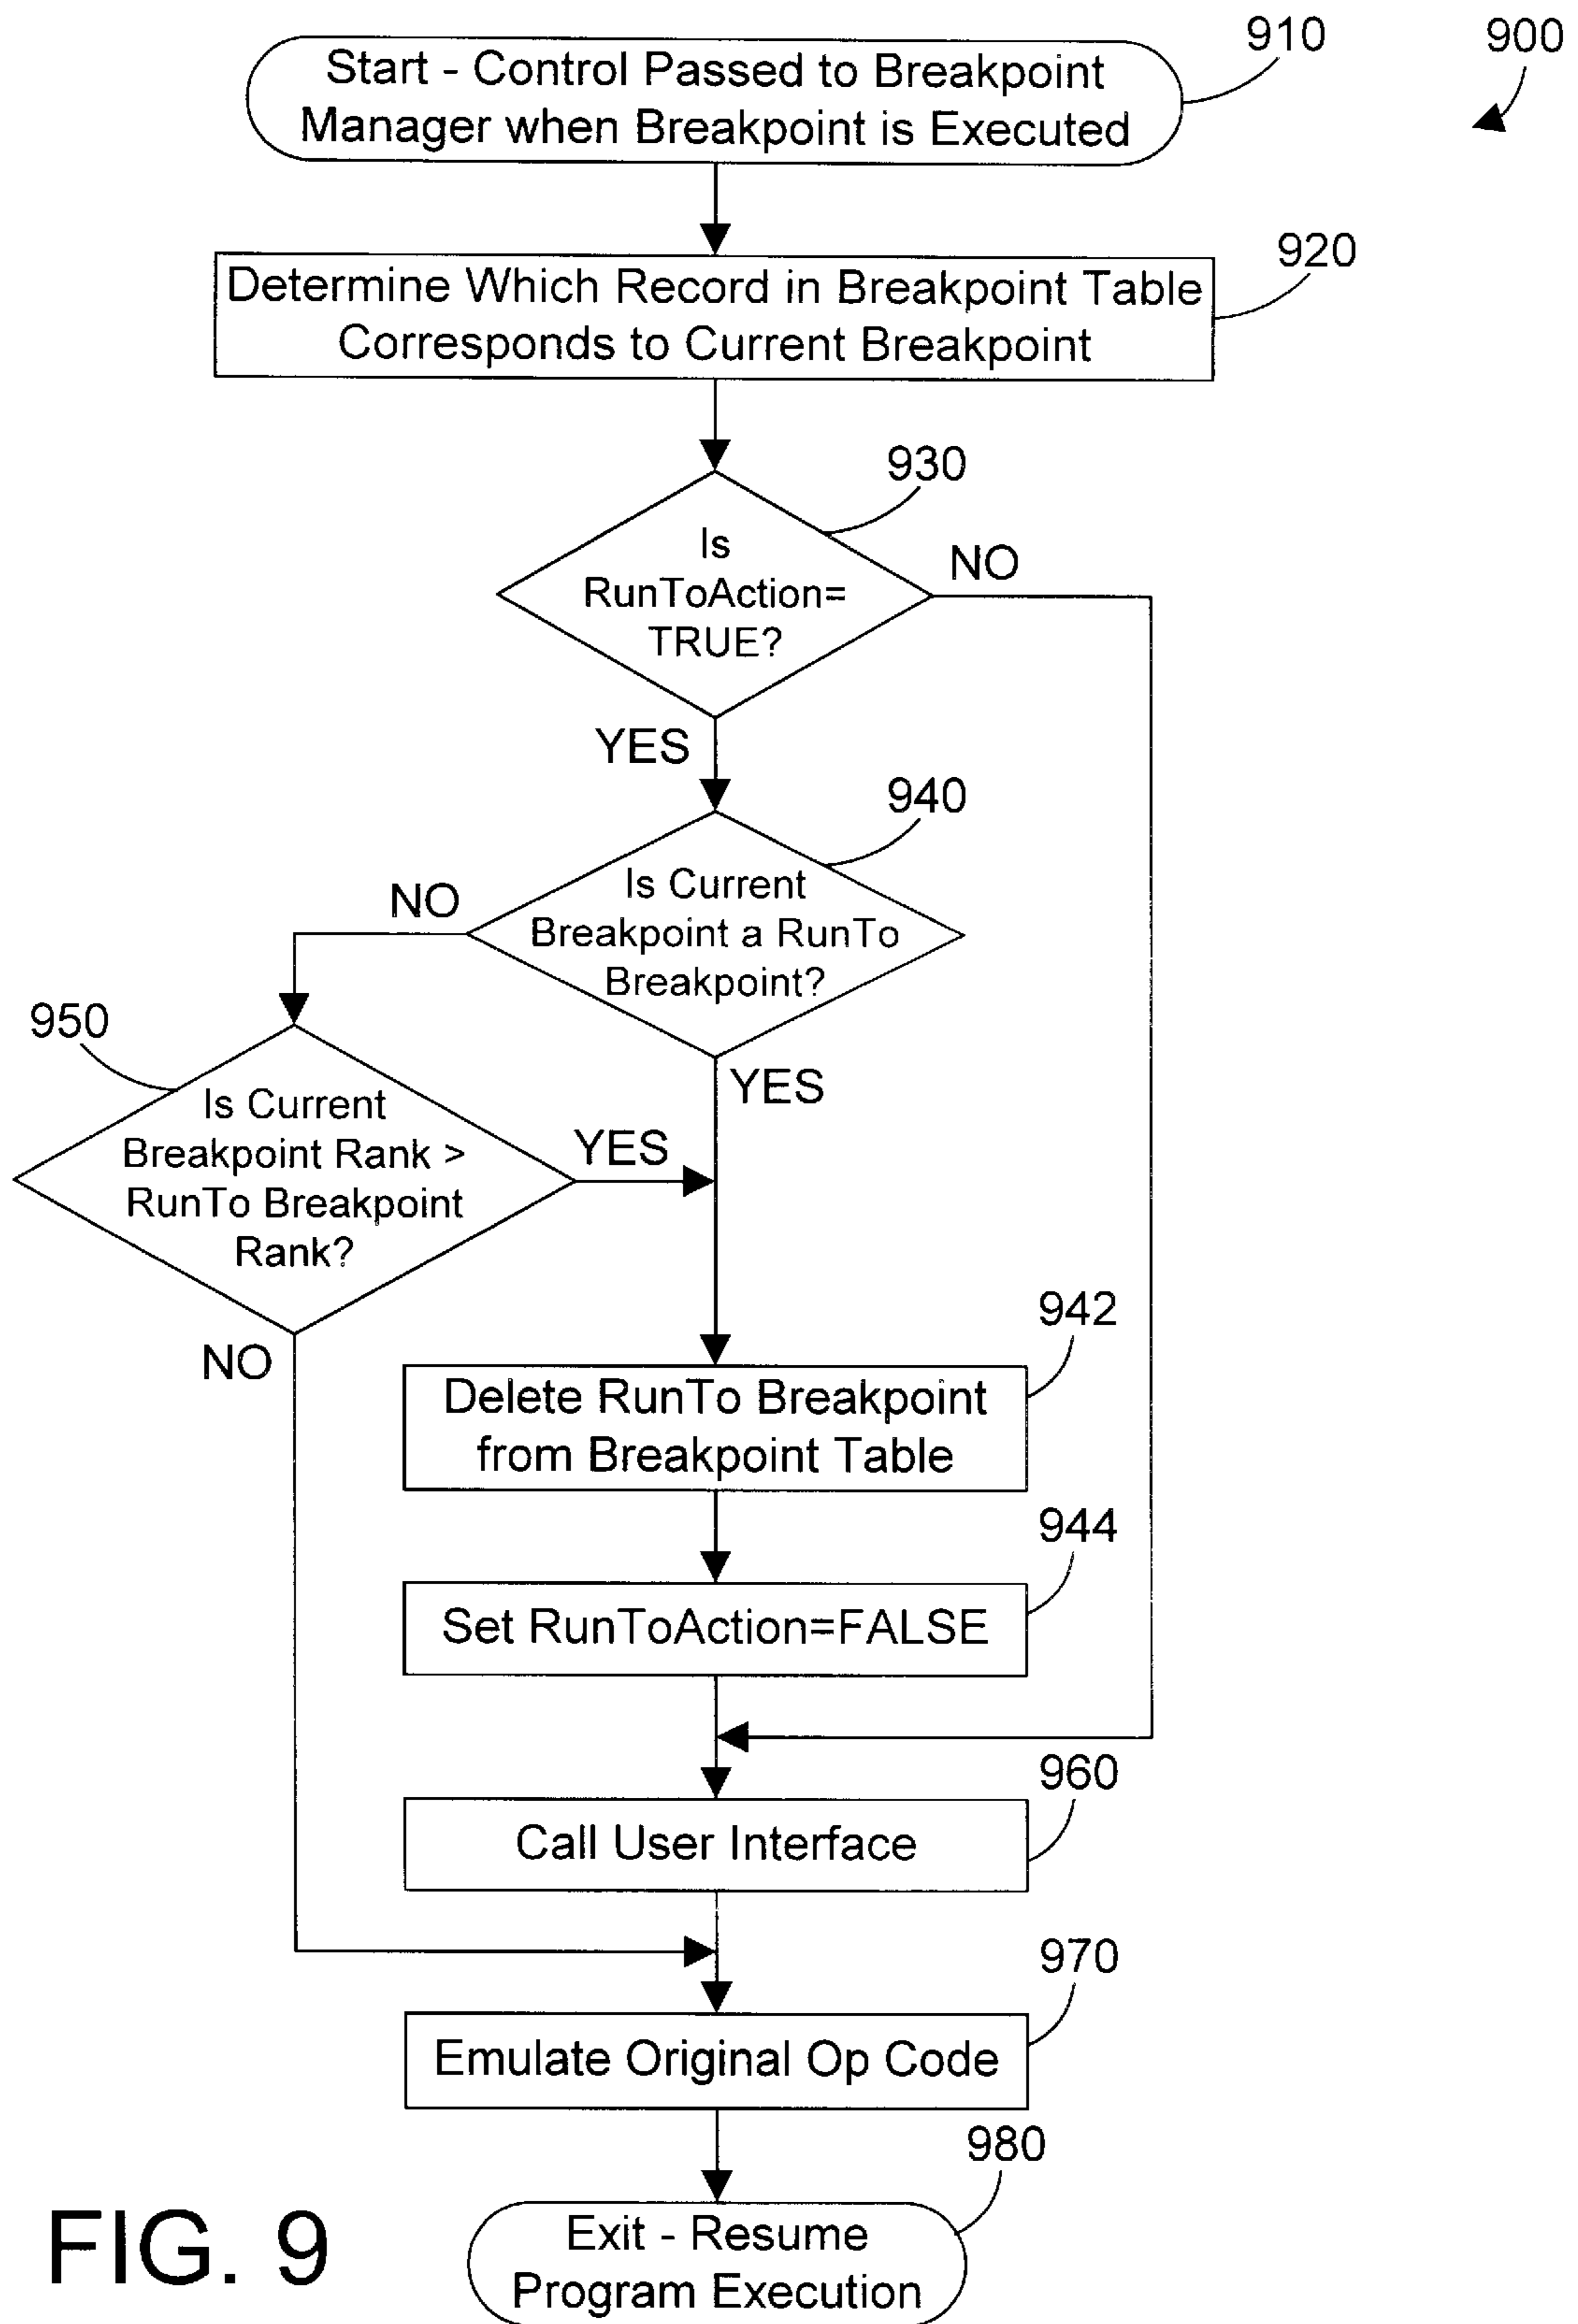 910
900
Start - Control Passed to Breakpoint
Manager when Breakpoint is Executed
920
Determine Which Record in Breakpoint Table
Corresponds to Current Breakpoint
930
Is
RunToAction=
TRUE?
NO
YES
940
Is Current
Breakpoint a RunTo
Breakpoint?
NO
YES
950
Is Current
Breakpoint Rank >
RunTo Breakpoint
Rank?
YES
NO
942
Delete RunTo Breakpoint
from Breakpoint Table
944
Set RunToAction=FALSE
960
Call User Interface
970
Emulate Original Op Code
980
Exit - Resume
Program Execution
FIG. 9